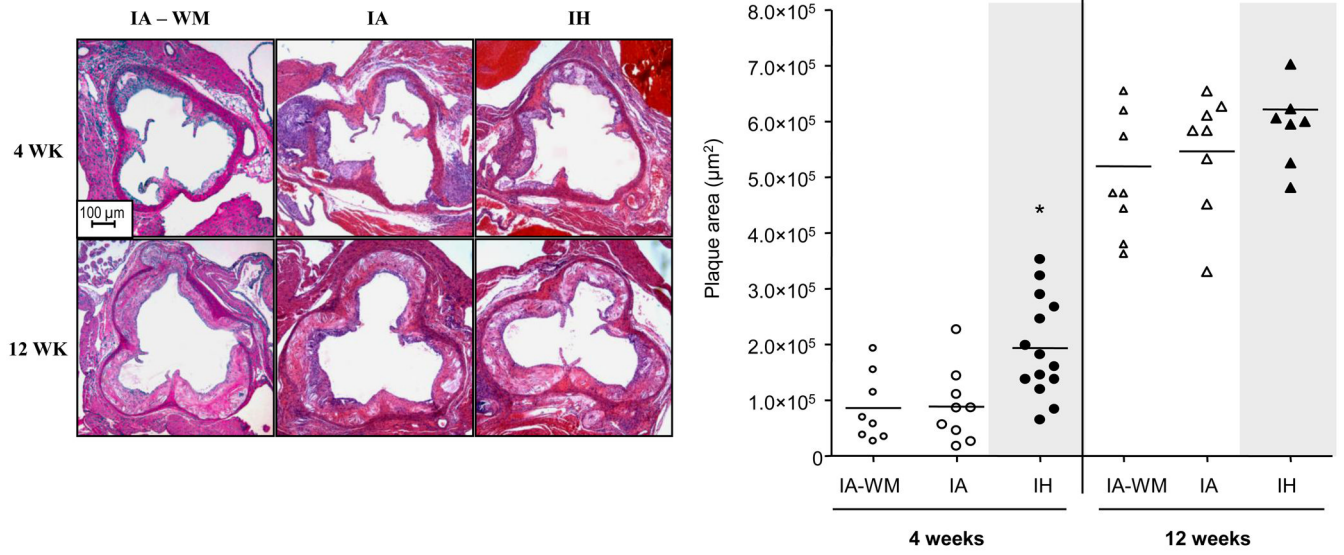 IA – WM
IA
IH
4 WK
100 µm
12 WK
Plaque area (µm²)
8.0×10⁵
7.0×10⁵
6.0×10⁵
5.0×10⁵
4.0×10⁵
3.0×10⁵
2.0×10⁵
1.0×10⁵
0
*
IA-WM
IA
IH
IA-WM
IA
IH
4 weeks
12 weeks